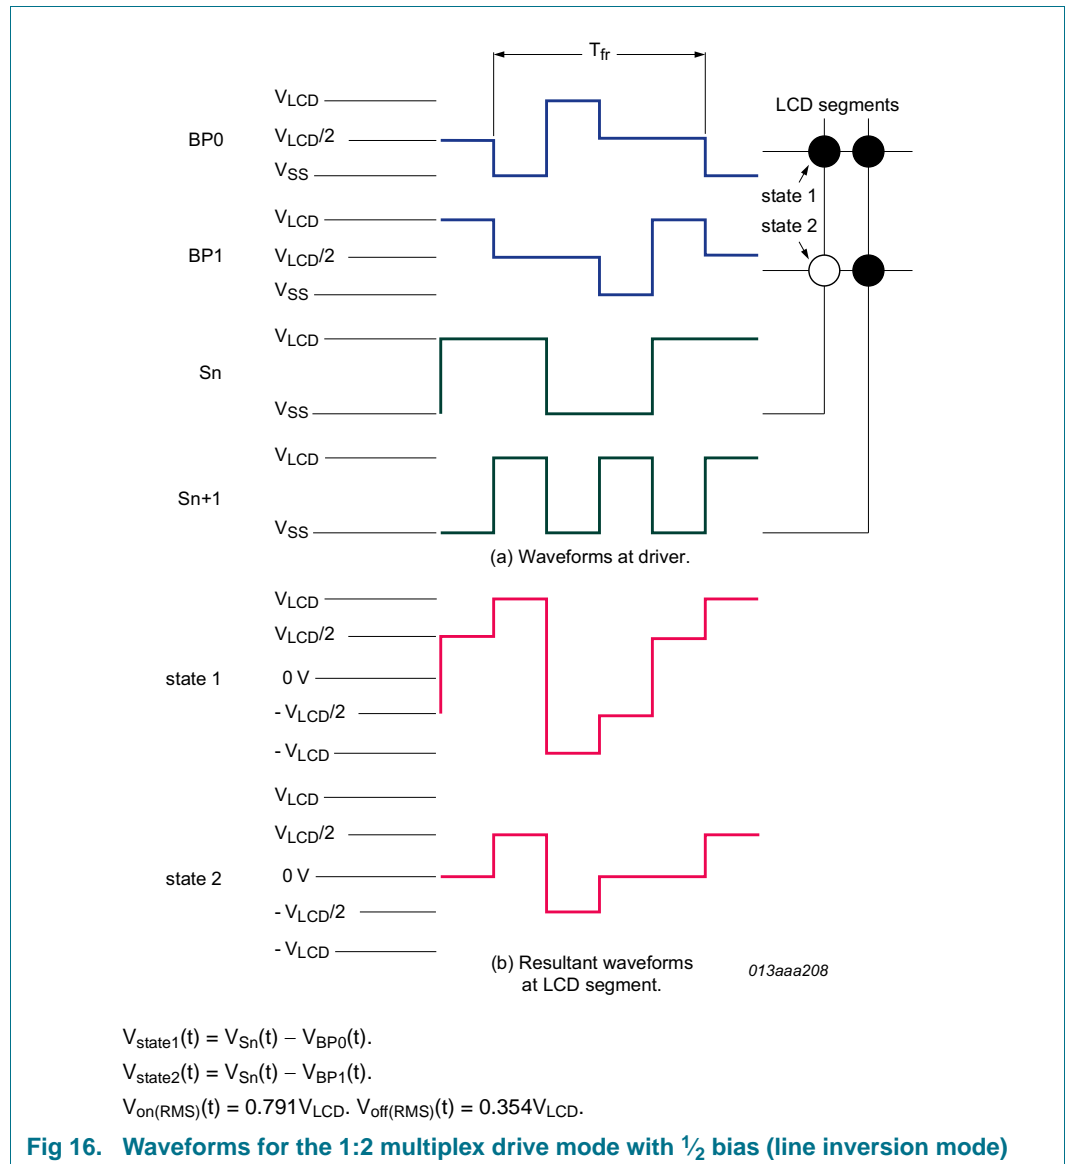 Tfr
VLCD
LCD segments
BP0
VLCD/2
VSS
state 1
VLCD
state 2
BP1
VLCD/2
VSS
VLCD
Sn
VSS
VLCD
Sn+1
VSS
(a) Waveforms at driver.
VLCD
VLCD/2
state 1
0 V
- VLCD/2
- VLCD
VLCD
VLCD/2
state 2
0 V
- VLCD/2
- VLCD
(b) Resultant waveforms
at LCD segment.
013aaa208
Vstate1(t) = VSn(t) − VBP0(t).
Vstate2(t) = VSn(t) − VBP1(t).
Von(RMS)(t) = 0.791VLCD. Voff(RMS)(t) = 0.354VLCD.
Fig 16. Waveforms for the 1:2 multiplex drive mode with 1⁄2 bias (line inversion mode)